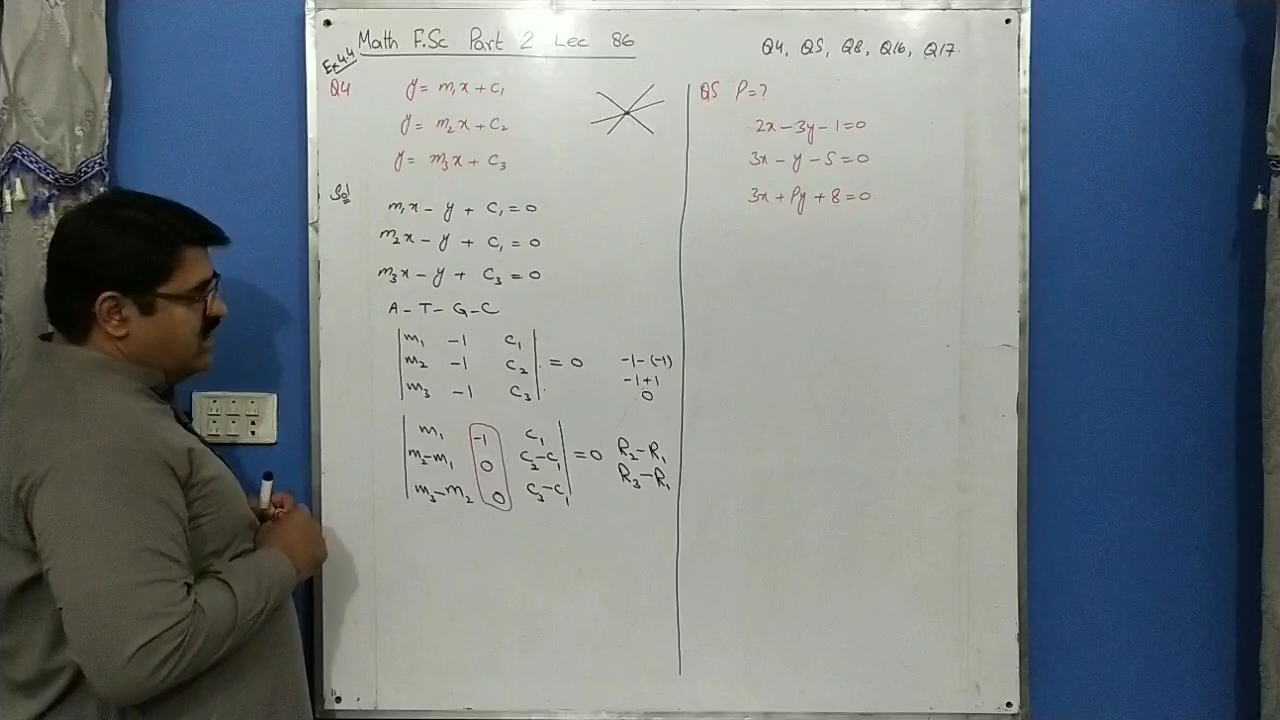 Math F.Sc Part 2 Lec 86
Q4, Q5, Q8, Q16, Q17.
Ex 4.4
Q4 y = m₁x + c₁
y = m₂x + c₂
y = m₃x + c₃
Sol
m₁x - y + c₁ = 0
m₂x - y + c₁ = 0
m₃x - y + c₃ = 0
A - T - G - C
|m₁ -1 c₁|
|m₂ -1 c₂| = 0
|m₃ -1 c₃|
-1-(-1)
-1+1
0
|m₁ -1 c₁|
|m₂-m₁ 0 c₂-c₁| = 0 R₂-R₁
|m₃-m₂ 0 c₃-c₁| R₃-R₁
Q5 P=?
2x-3y-1=0
3x-y-5=0
3x+Py+8=0